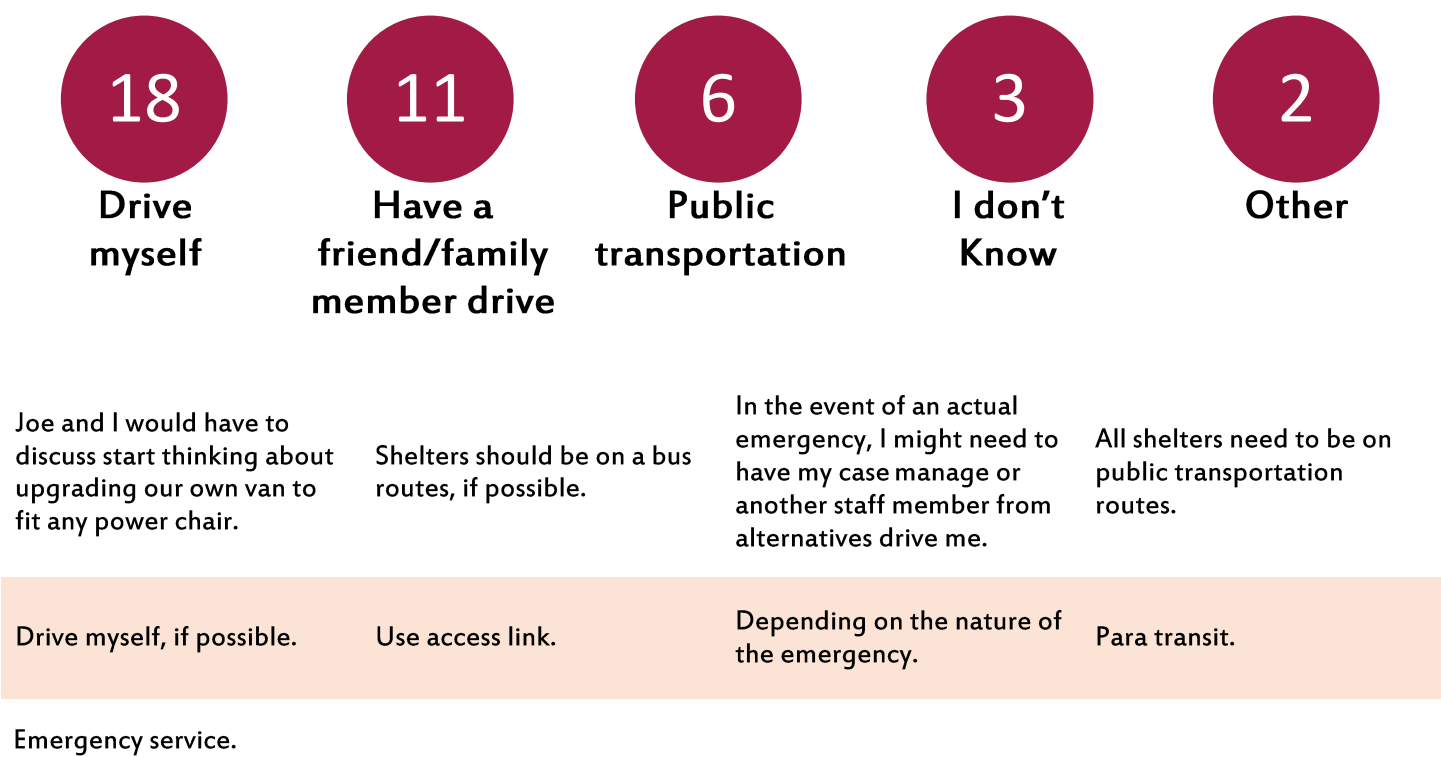 18
Drive
myself
11
Have a
friend/family
member drive
6
Public
transportation
3
I don’t
Know
2
Other
Joe and I would have to
discuss start thinking about
upgrading our own van to
fit any power chair.
Shelters should be on a bus
routes, if possible.
In the event of an actual
emergency, I might need to
have my case manage or
another staff member from
alternatives drive me.
All shelters need to be on
public transportation
routes.
Drive myself, if possible.
Use access link.
Depending on the nature of
the emergency.
Para transit.
Emergency service.